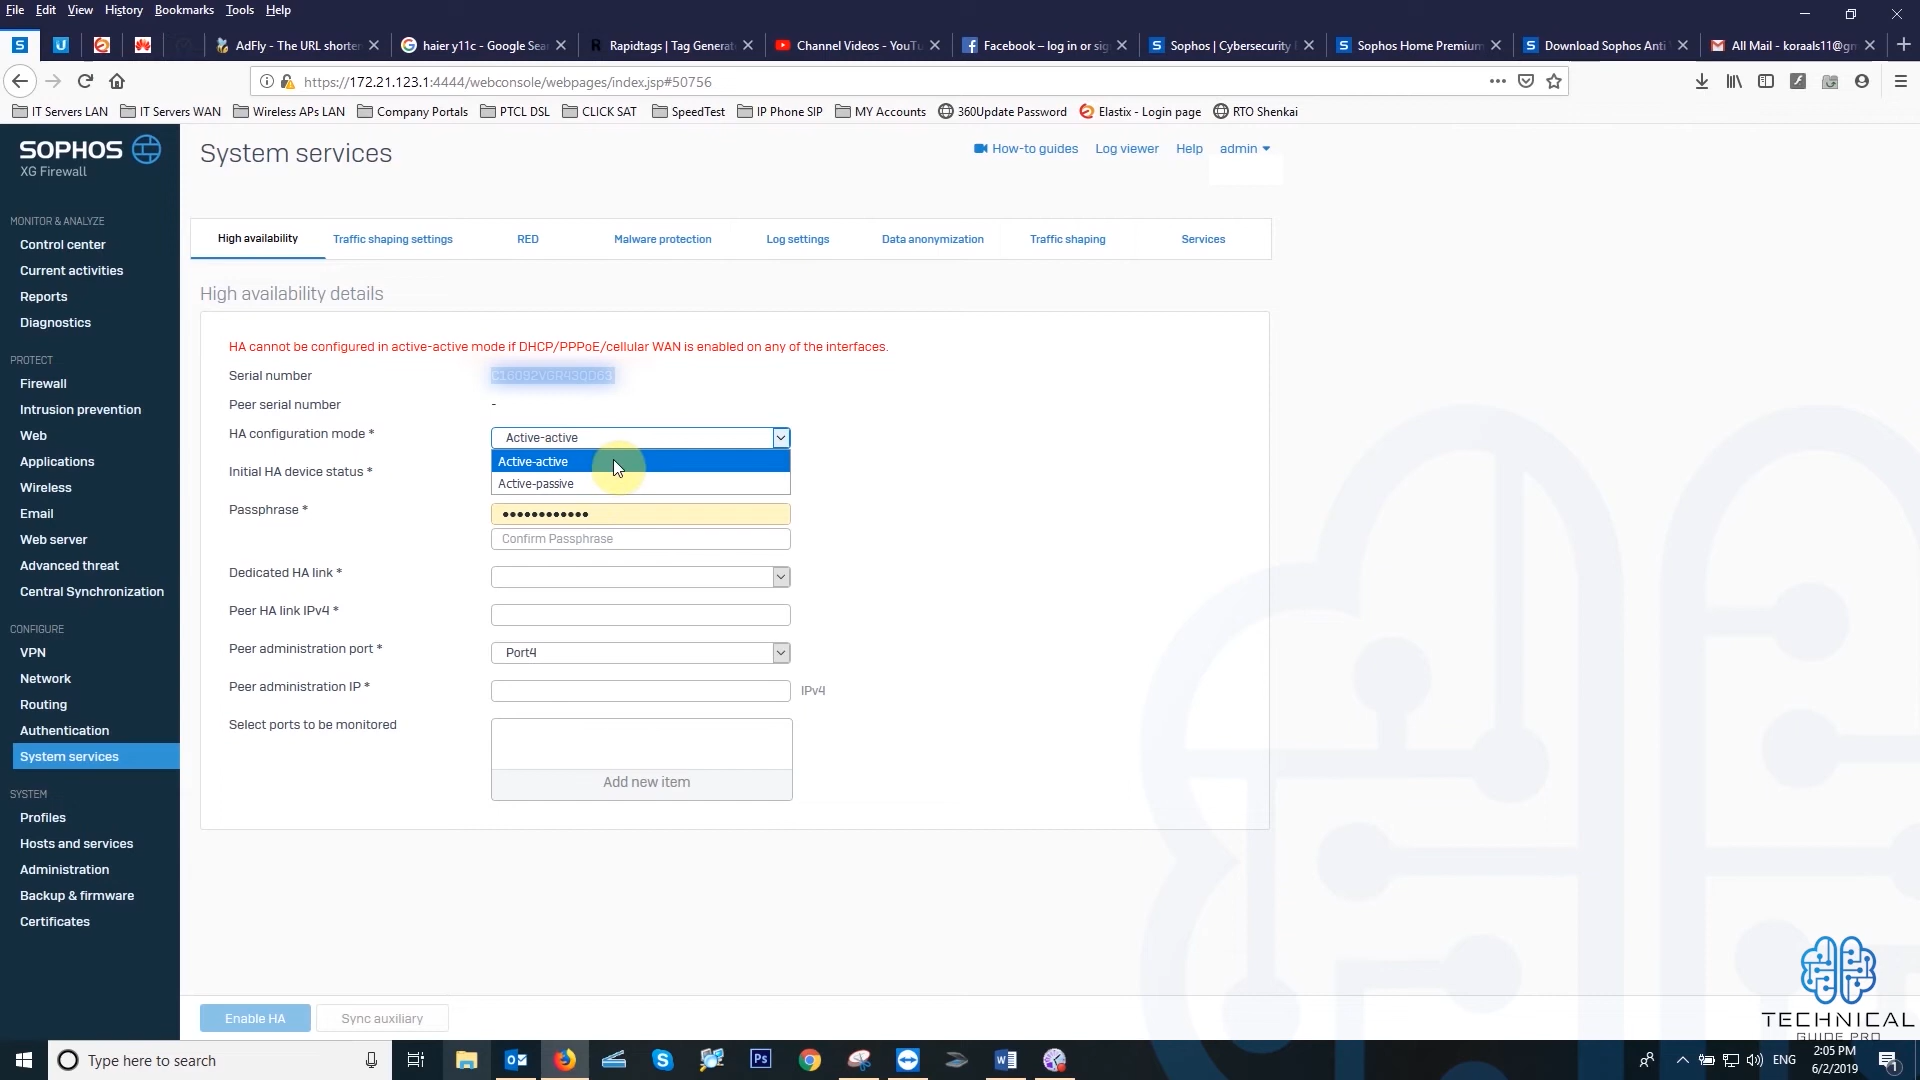 File Edit View History Bookmarks Tools Help
AdFly - The URL shorte
haier y11c - Google Sea
Rapidtags | Tag Generat
Channel Videos - YouTu
Facebook – log in or sig
Sophos | Cybersecurity
Sophos Home Premium
Download Sophos Anti
All Mail - koraals11@gm
https://172.21.123.1:4444/webconsole/webpages/index.jsp#50756
IT Servers LAN IT Servers WAN Wireless APs LAN Company Portals PTCL DSL CLICK SAT SpeedTest IP Phone SIP MY Accounts 360Update Password Elastix - Login page RTO Shenkai
SOPHOS
XG Firewall
System services
How-to guides Log viewer Help admin
MONITOR & ANALYZE
Control center
Current activities
Reports
Diagnostics
PROTECT
Firewall
Intrusion prevention
Web
Applications
Wireless
Email
Web server
Advanced threat
Central Synchronization
CONFIGURE
VPN
Network
Routing
Authentication
System services
SYSTEM
Profiles
Hosts and services
Administration
Backup & firmware
Certificates
High availability Traffic shaping settings RED Malware protection Log settings Data anonymization Traffic shaping Services
High availability details
HA cannot be configured in active-active mode if DHCP/PPPoE/cellular WAN is enabled on any of the interfaces.
Serial number
Peer serial number -
HA configuration mode * Active-active
Active-active
Active-passive
Initial HA device status *
Passphrase * ••••••••••••
Confirm Passphrase
Dedicated HA link *
Peer HA link IPv4 *
Peer administration port * Port4
Peer administration IP * IPv4
Select ports to be monitored
Add new item
Enable HA Sync auxiliary
TECHNICAL
GUIDE PRO
Type here to search
ENG
2:05 PM
6/2/2019
1